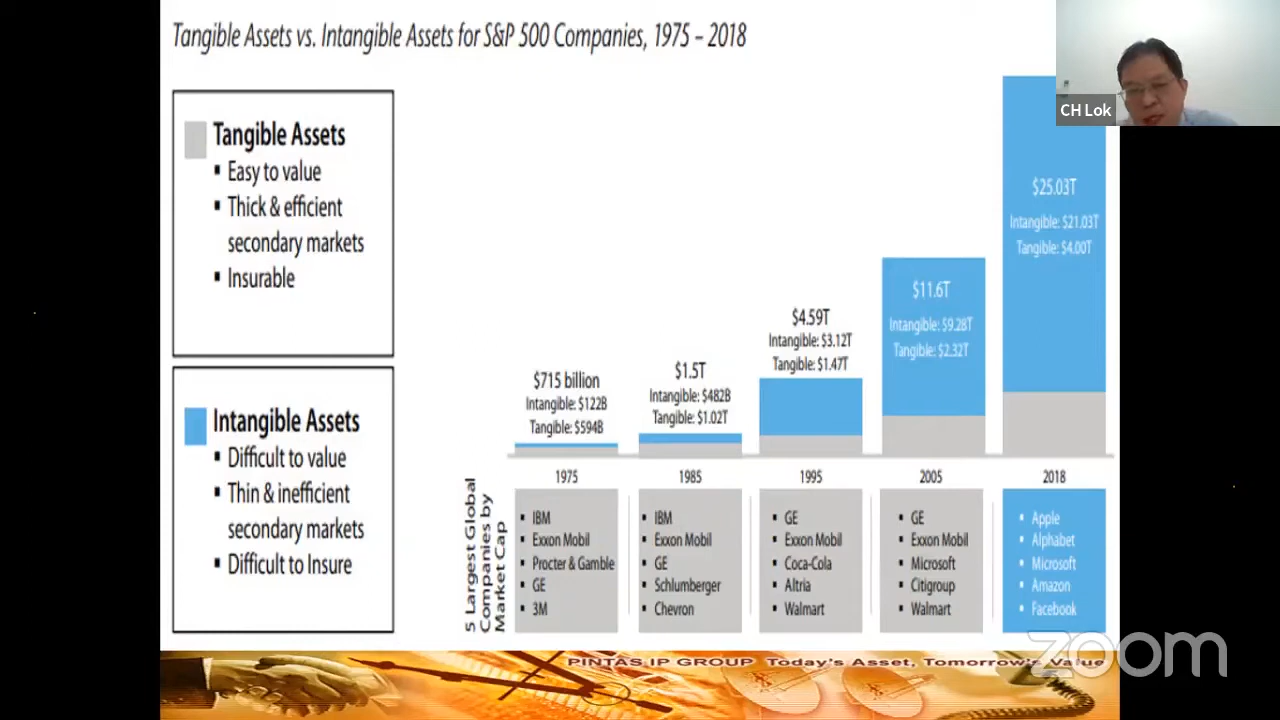 Tangible Assets vs. Intangible Assets for S&P 500 Companies, 1975 – 2018
CH Lok
Tangible Assets
▪ Easy to value
▪ Thick & efficient
secondary markets
▪ Insurable
Intangible Assets
▪ Difficult to value
▪ Thin & inefficient
secondary markets
▪ Difficult to Insure
$715 billion
Intangible: $122B
Tangible: $594B
$1.5T
Intangible: $482B
Tangible: $1.02T
$4.59T
Intangible: $3.12T
Tangible: $1.47T
$11.6T
Intangible: $9.28T
Tangible: $2.32T
$25.03T
Intangible: $21.03T
Tangible: $4.00T
1975
1985
1995
2005
2018
5 Largest Global
Companies by
Market Cap
• IBM
• Exxon Mobil
• Procter & Gamble
• GE
• 3M
• IBM
• Exxon Mobil
• GE
• Schlumberger
• Chevron
• GE
• Exxon Mobil
• Coca-Cola
• Altria
• Walmart
• GE
• Exxon Mobil
• Microsoft
• Citigroup
• Walmart
• Apple
• Alphabet
• Microsoft
• Amazon
• Facebook
PINTAS IP GROUP Today's Asset, Tomorrow's Value
zoom